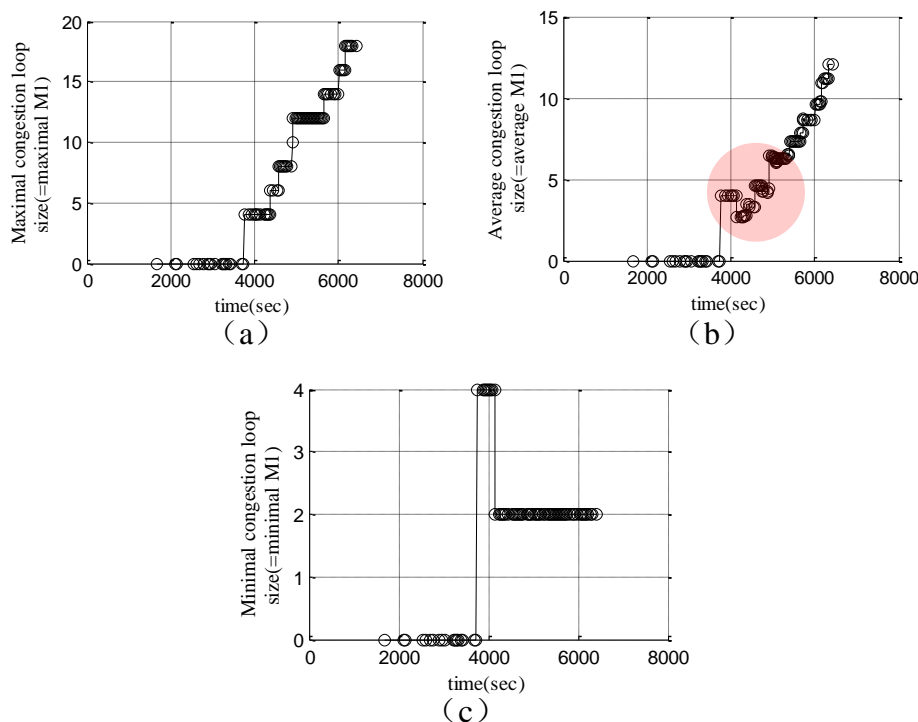 20
15
10
5
0
0
2000
4000
6000
8000
Maximal congestion loop
size(=maximal M1)
time(sec)
（a）
15
10
5
0
0
2000
4000
6000
8000
Average congestion loop
size(=average M1)
time(sec)
（b）
4
3
2
1
0
0
2000
4000
6000
8000
Minimal congestion loop
size(=minimal M1)
time(sec)
（c）